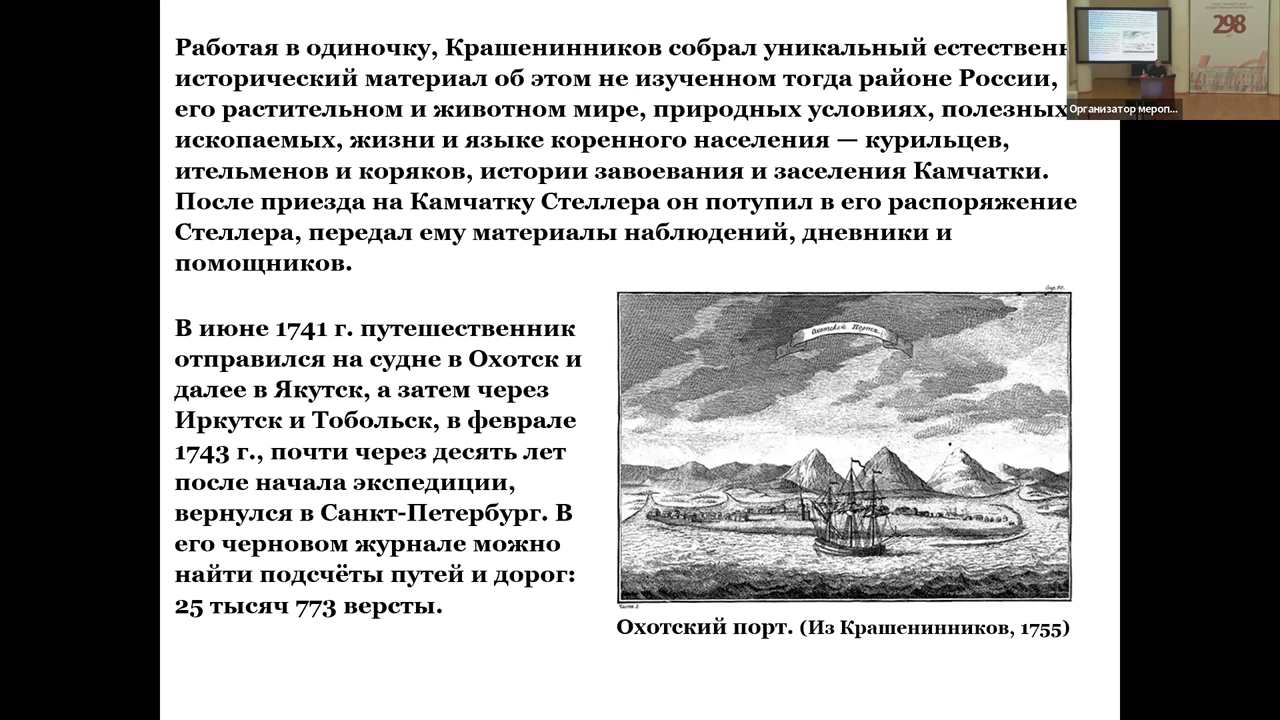 Работая в одиночку, Крашенинников собрал уникальный естественн
исторический материал об этом не изученном тогда районе России,
его растительном и животном мире, природных условиях, полезных
ископаемых, жизни и языке коренного населения — курильцев,
ительменов и коряков, истории завоевания и заселения Камчатки.
После приезда на Камчатку Стеллера он потупил в его распоряжение
Стеллера, передал ему материалы наблюдений, дневники и
помощников.
В июне 1741 г. путешественник
отправился на судне в Охотск и
далее в Якутск, а затем через
Иркутск и Тобольск, в феврале
1743 г., почти через десять лет
после начала экспедиции,
вернулся в Санкт-Петербург. В
его черновом журнале можно
найти подсчёты путей и дорог:
25 тысяч 773 версты.
Охотской Портъ
Охотский порт. (Из Крашенинников, 1755)
298
Организатор мероп...